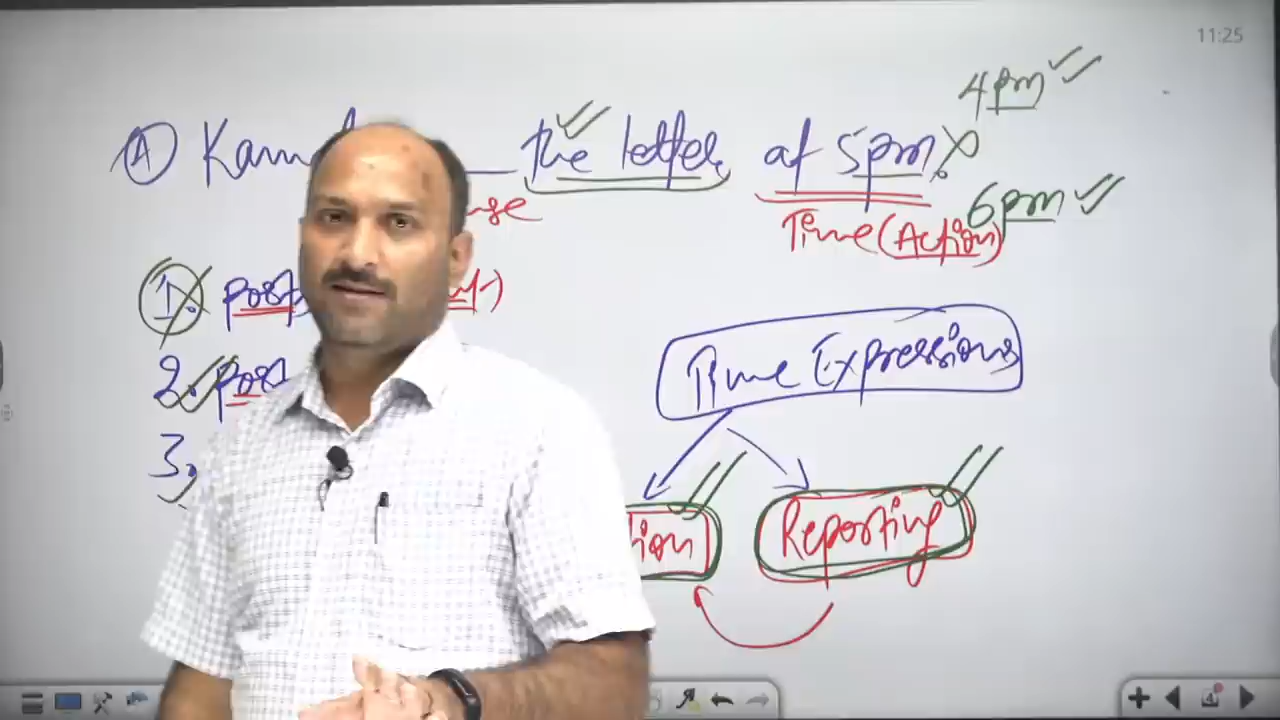 11:25
4pm
(A) Kam the letter at 5pm.
6pm
use Time (Action)
1. post
2. post
3.
Time Expressions
tion Reporting